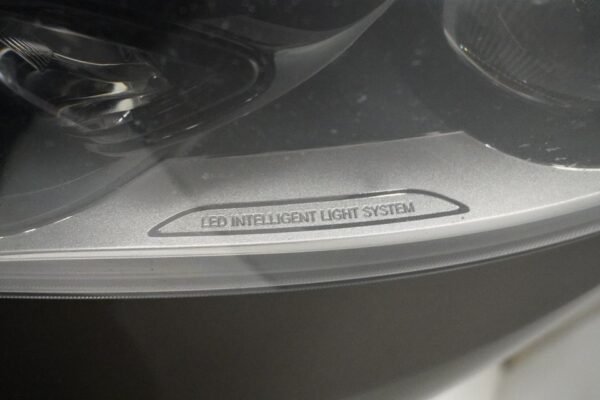 LED INTELLIGENT LIGHT SYSTEM